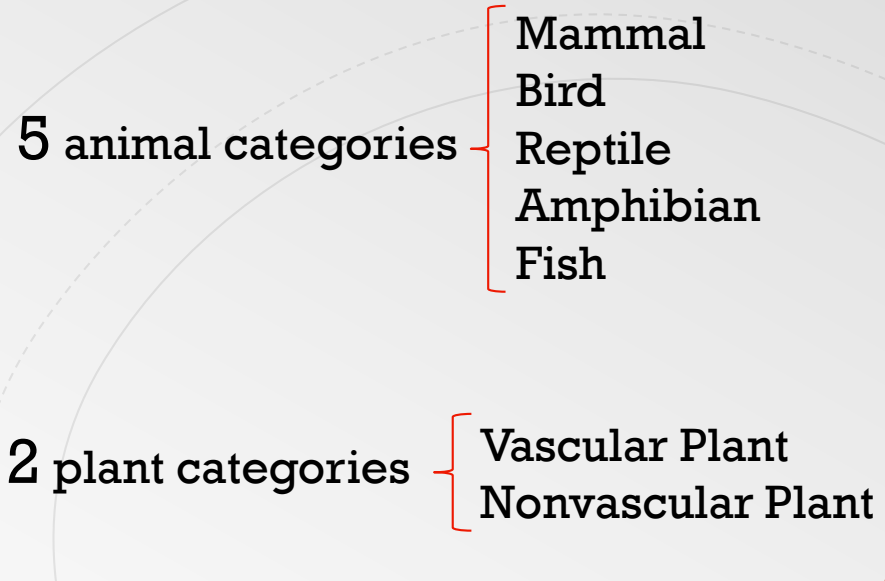 5 animal categories
Mammal
Bird
Reptile
Amphibian
Fish
2 plant categories
Vascular Plant
Nonvascular Plant